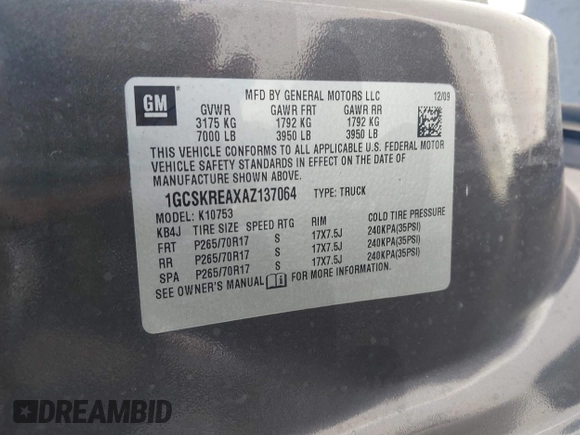 GM
MFD BY GENERAL MOTORS LLC 12/09
GVWR GAWR FRT GAWR RR
3175 KG 1792 KG 1792 KG
7000 LB 3950 LB 3950 LB
THIS VEHICLE CONFORMS TO ALL APPLICABLE U.S. FEDERAL MOTOR
VEHICLE SAFETY STANDARDS IN EFFECT ON THE DATE OF
MANUFACTURE SHOWN ABOVE.
1GCSKREAXAZ137064 TYPE: TRUCK
MODEL: K10753
KB4J TIRE SIZE SPEED RTG RIM COLD TIRE PRESSURE
FRT P265/70R17 S 17X7.5J 240KPA(35PSI)
RR P265/70R17 S 17X7.5J 240KPA(35PSI)
SPA P265/70R17 S 17X7.5J 240KPA(35PSI)
SEE OWNER'S MANUAL FOR MORE INFORMATION.
DREAMBID